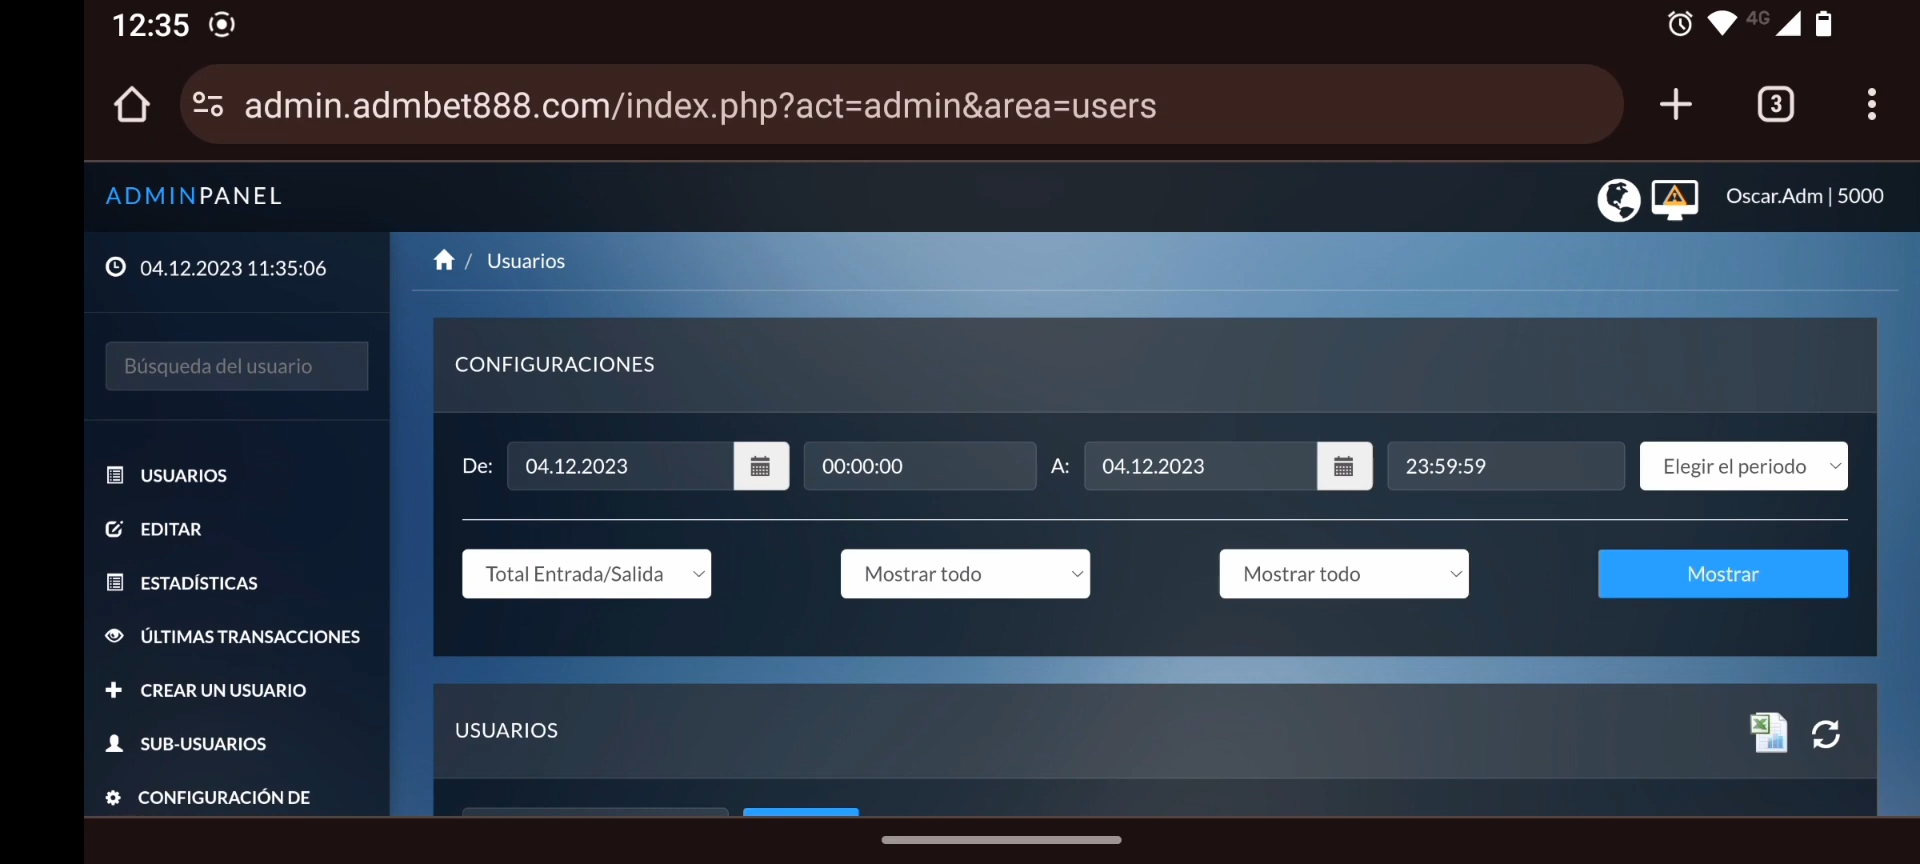 12:35
4G
admin.admbet888.com/index.php?act=admin&area=users
3
ADMINPANEL
Oscar.Adm | 5000
04.12.2023 11:35:06
/ Usuarios
Búsqueda del usuario
CONFIGURACIONES
De: 04.12.2023 00:00:00 A: 04.12.2023 23:59:59 Elegir el periodo
Total Entrada/Salida Mostrar todo Mostrar todo Mostrar
USUARIOS
EDITAR
ESTADÍSTICAS
ÚLTIMAS TRANSACCIONES
CREAR UN USUARIO
SUB-USUARIOS
CONFIGURACIÓN DE
USUARIOS